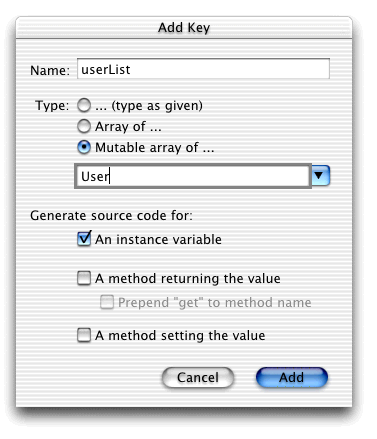 Add Key
Name: userList
Type: ... (type as given)
Array of ...
Mutable array of ...
User
Generate source code for:
An instance variable
A method returning the value
Prepend "get" to method name
A method setting the value
Cancel Add